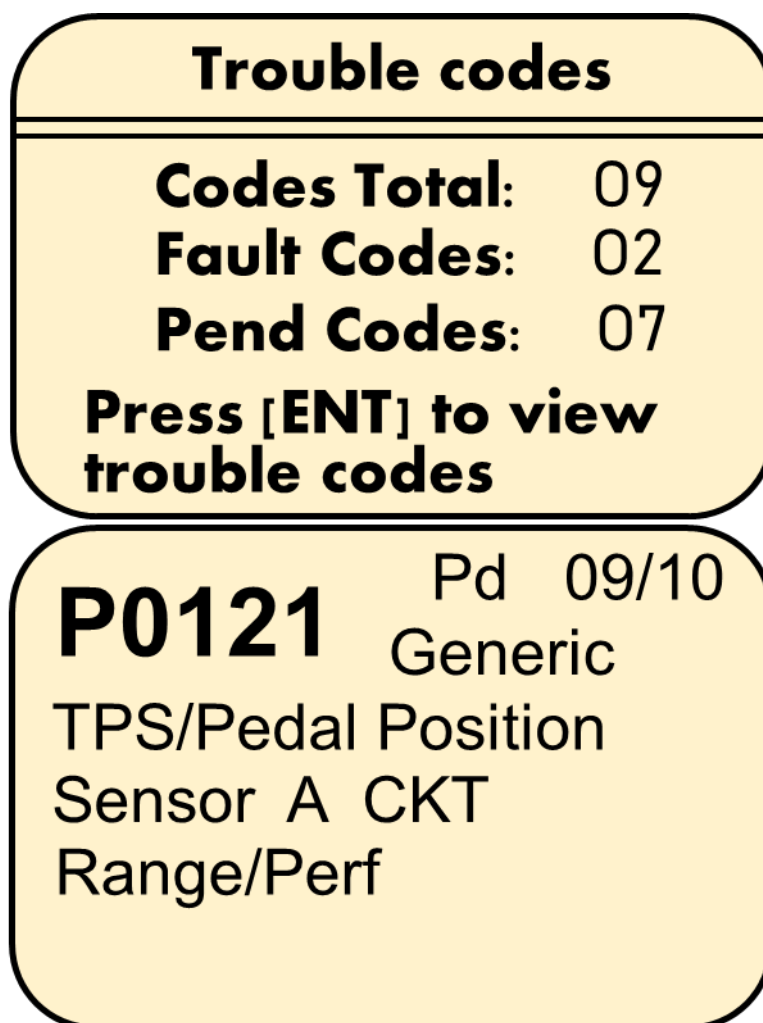 Trouble codes
Codes Total: 09
Fault Codes: 02
Pend Codes: 07
Press [ENT] to view
trouble codes
Pd 09/10
P0121
Generic
TPS/Pedal Position
Sensor A CKT
Range/Perf